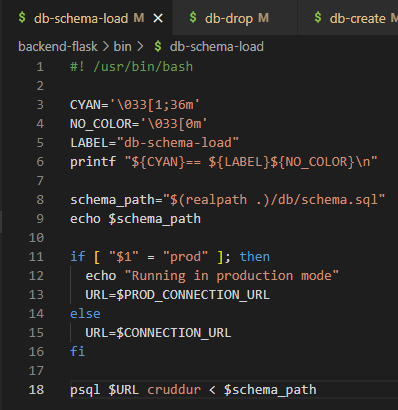 $ db-schema-load M × $ db-drop M $ db-create M
backend-flask > bin > $ db-schema-load
1 #! /usr/bin/bash
2
3 CYAN='\033[1;36m'
4 NO_COLOR='\033[0m'
5 LABEL="db-schema-load"
6 printf "${CYAN}== ${LABEL}${NO_COLOR}\n"
7
8 schema_path="$(realpath .)/db/schema.sql"
9 echo $schema_path
10
11 if [ "$1" = "prod" ]; then
12 echo "Running in production mode"
13 URL=$PROD_CONNECTION_URL
14 else
15 URL=$CONNECTION_URL
16 fi
17
18 psql $URL cruddur < $schema_path